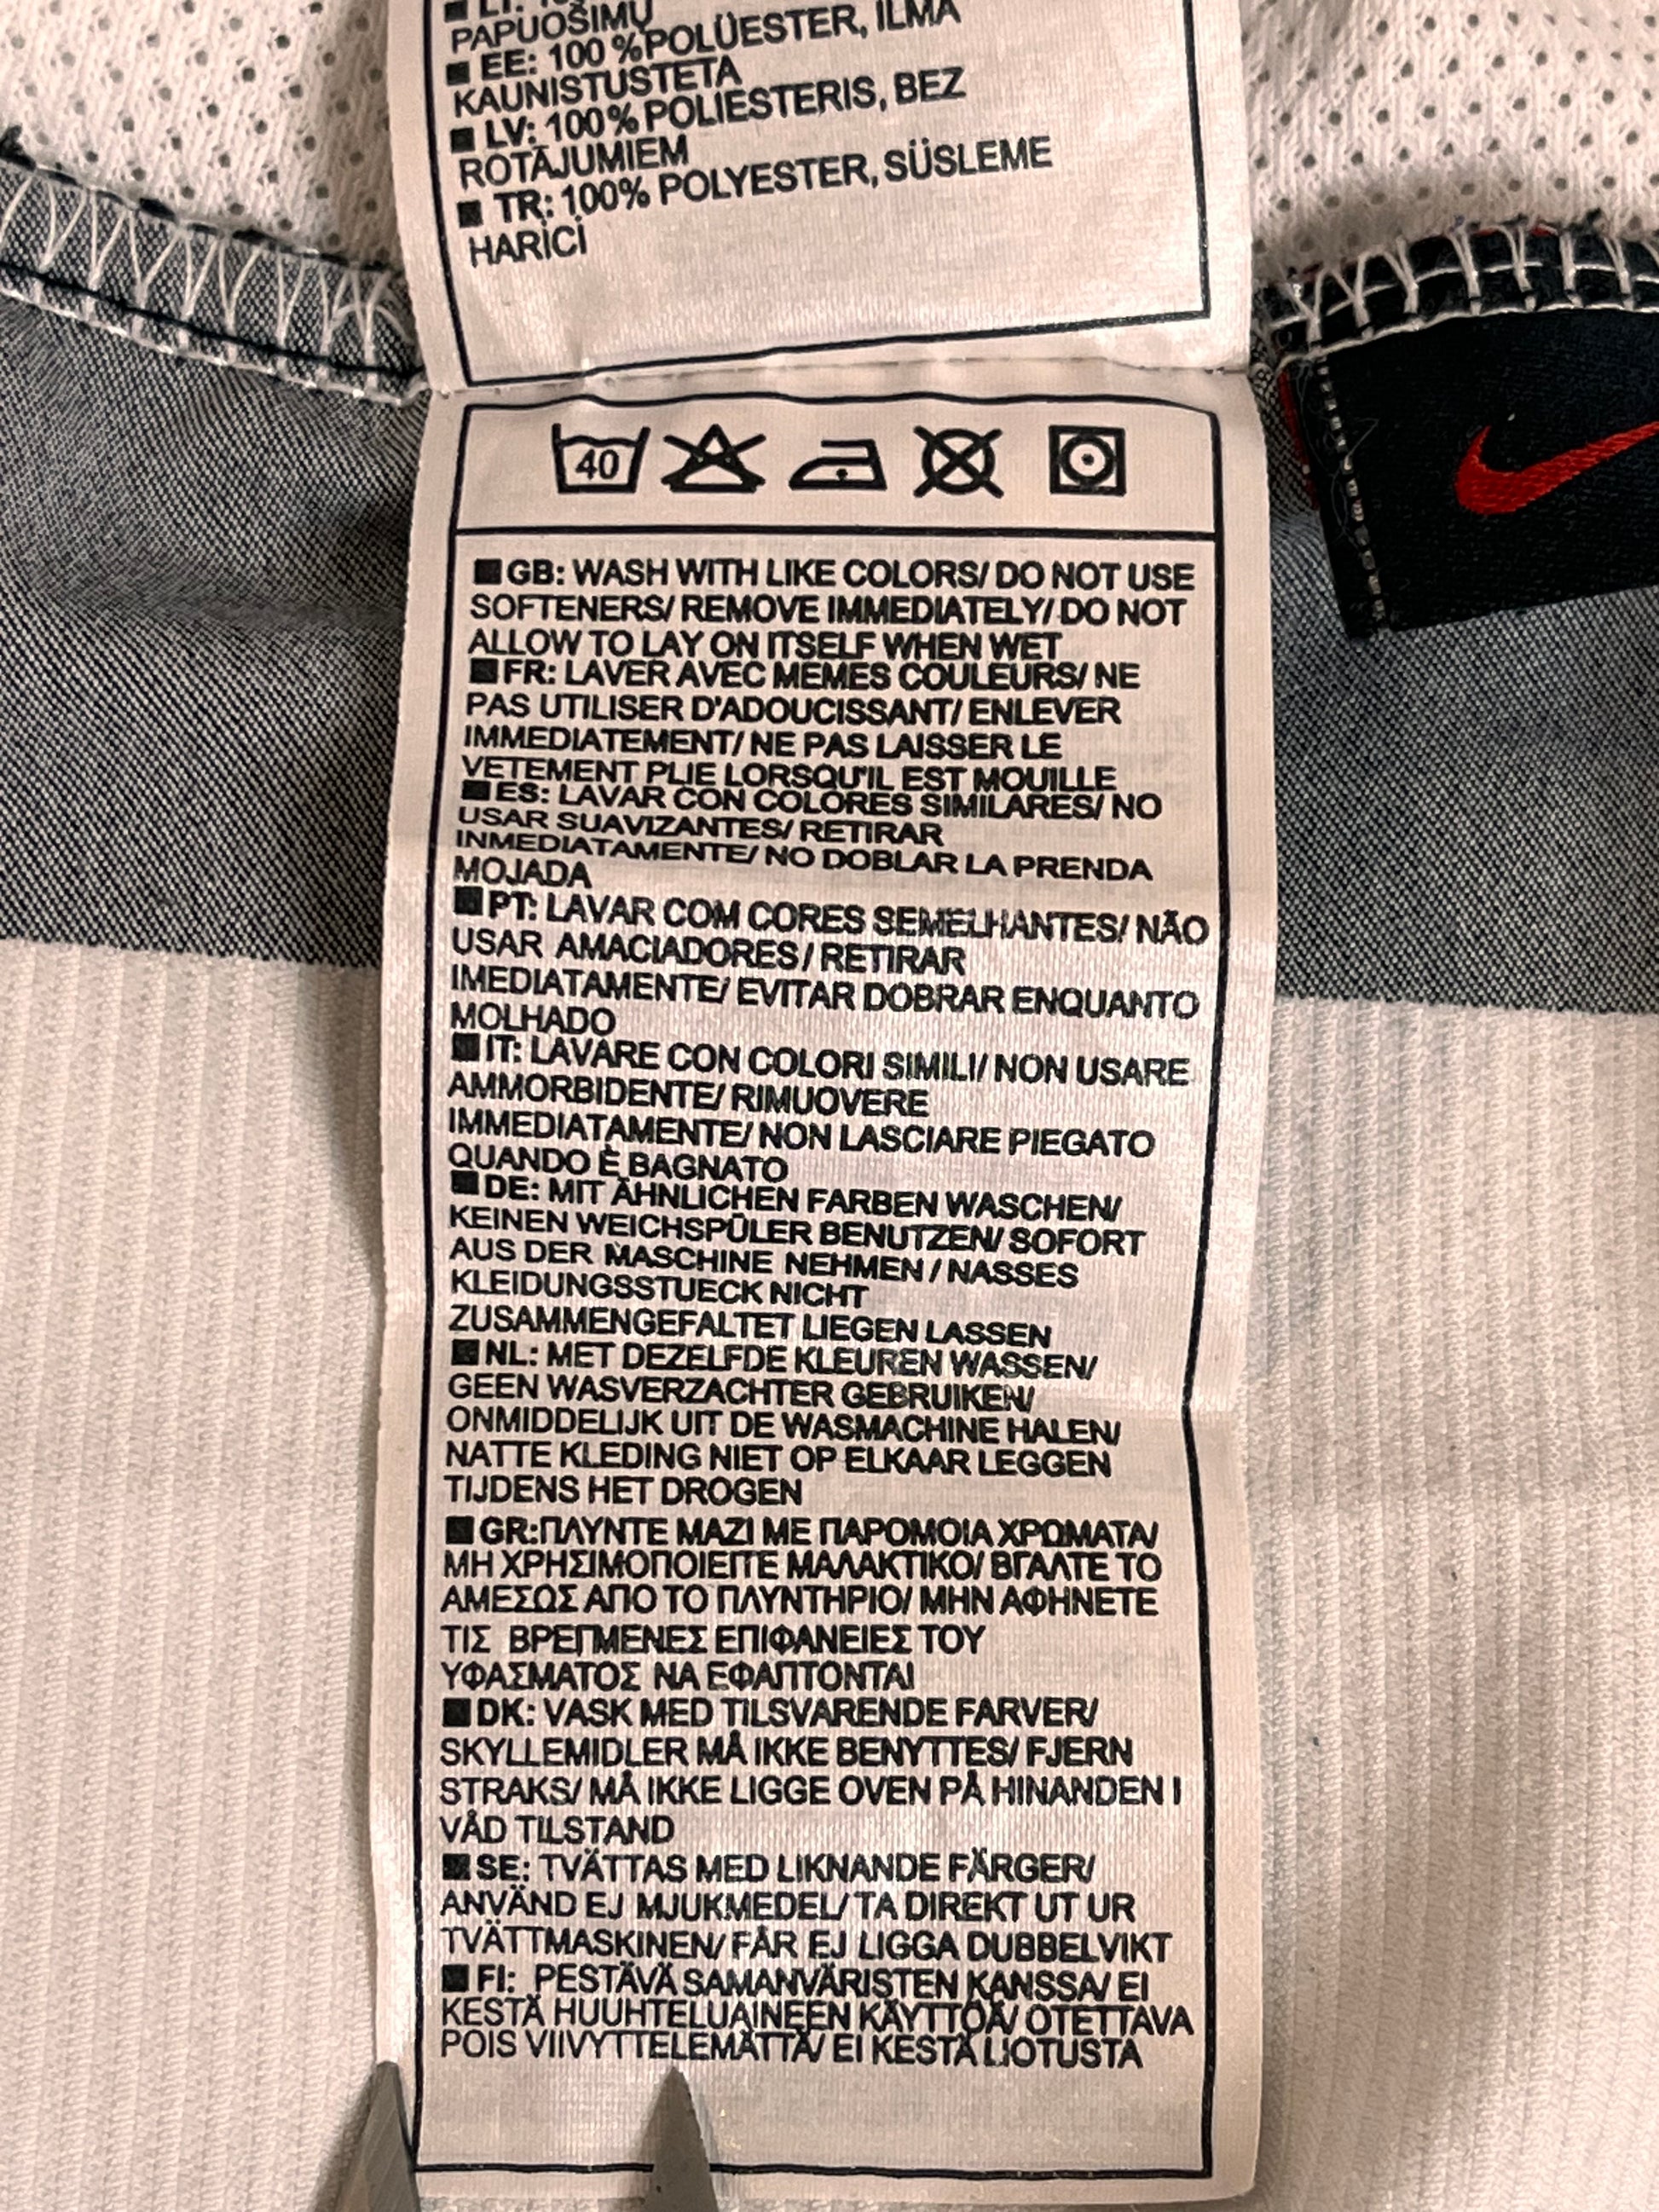 PAPUOŠIMŲ
■ EE: 100 %POLÜESTER, ILMA
KAUNISTUSTETA
■ LV: 100% POLIESTERIS, BEZ
ROTĀJUMIEM
■ TR: 100% POLYESTER, SÜSLEME
HARİCİ
40
■GB: WASH WITH LIKE COLORS/ DO NOT USE
SOFTENERS/ REMOVE IMMEDIATELY/ DO NOT
ALLOW TO LAY ON ITSELF WHEN WET
■FR: LAVER AVEC MEMES COULEURS/ NE
PAS UTILISER D'ADOUCISSANT/ ENLEVER
IMMEDIATEMENT/ NE PAS LAISSER LE
VETEMENT PLIE LORSQU'IL EST MOUILLE
■ES: LAVAR CON COLORES SIMILARES/ NO
USAR SUAVIZANTES/ RETIRAR
INMEDIATAMENTE/ NO DOBLAR LA PRENDA
MOJADA
■PT: LAVAR COM CORES SEMELHANTES/ NÃO
USAR AMACIADORES/ RETIRAR
IMEDIATAMENTE/ EVITAR DOBRAR ENQUANTO
MOLHADO
■IT: LAVARE CON COLORI SIMILI/ NON USARE
AMMORBIDENTE/ RIMUOVERE
IMMEDIATAMENTE/ NON LASCIARE PIEGATO
QUANDO È BAGNATO
■DE: MIT ÄHNLICHEN FARBEN WASCHEN/
KEINEN WEICHSPÜLER BENUTZEN/ SOFORT
AUS DER MASCHINE NEHMEN / NASSES
KLEIDUNGSSTUECK NICHT
ZUSAMMENGEFALTET LIEGEN LASSEN
■NL: MET DEZELFDE KLEUREN WASSEN/
GEEN WASVERZACHTER GEBRUIKEN/
ONMIDDELIJK UIT DE WASMACHINE HALEN/
NATTE KLEDING NIET OP ELKAAR LEGGEN
TIJDENS HET DROGEN
■GR:ΠΛΥΝΤΕ ΜΑΖΙ ΜΕ ΠΑΡΟΜΟΙΑ ΧΡΩΜΑΤΑ/
ΜΗ ΧΡΗΣΙΜΟΠΟΙΕΙΤΕ ΜΑΛΑΚΤΙΚΟ/ ΒΓΑΛΤΕ ΤΟ
ΑΜΕΣΩΣ ΑΠΟ ΤΟ ΠΛΥΝΤΗΡΙΟ/ ΜΗΝ ΑΦΗΝΕΤΕ
ΤΙΣ ΒΡΕΓΜΕΝΕΣ ΕΠΙΦΑΝΕΙΕΣ ΤΟΥ
ΥΦΑΣΜΑΤΟΣ ΝΑ ΕΦΑΠΤΟΝΤΑΙ
■DK: VASK MED TILSVARENDE FARVER/
SKYLLEMIDLER MÅ IKKE BENYTTES/ FJERN
STRAKS/ MÅ IKKE LIGGE OVEN PÅ HINANDEN I
VÅD TILSTAND
■SE: TVÄTTAS MED LIKNANDE FÄRGER/
ANVÄND EJ MJUKMEDEL/ TA DIREKT UT UR
TVÄTTMASKINEN/ FÅR EJ LIGGA DUBBELVIKT
■FI: PESTÄVÄ SAMANVÄRISTEN KANSSA/ EI
KESTÄ HUUHTELUAINEEN KÄYTTÖÄ/ OTETTAVA
POIS VIIVYTTELEMÄTTÄ/ EI KESTÄ LIOTUSTA